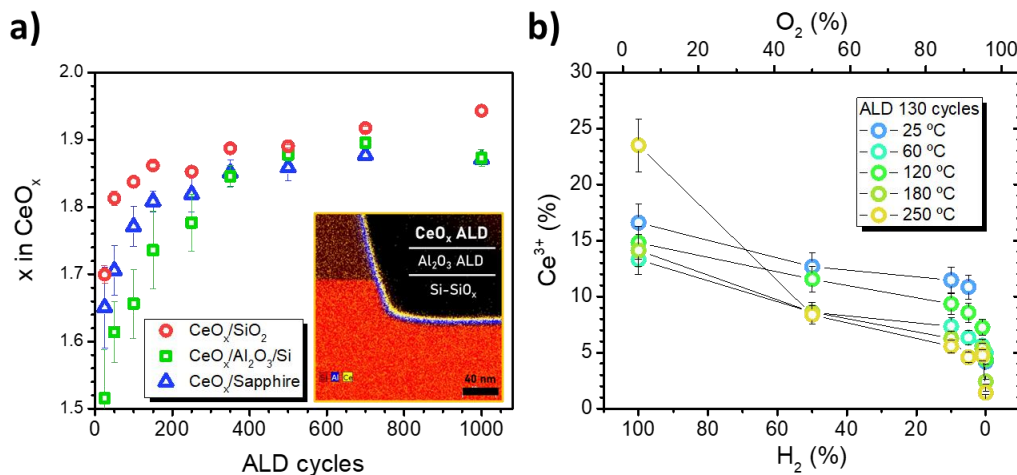 a)
x in CeOₓ
2.0
1.9
1.8
1.7
1.6
1.5
0 200 400 600 800 1000
ALD cycles
CeOₓ/SiO₂
CeOₓ/Al₂O₃/Si
CeOₓ/Sapphire
CeOₓ ALD
Al₂O₃ ALD
Si-SiOₓ
Al Ce
40 nm
b)
O₂ (%)
0 20 40 60 80 100
Ce³⁺ (%)
30
25
20
15
10
5
0
ALD 130 cycles
25 ºC
60 ºC
120 ºC
180 ºC
250 ºC
100 80 60 40 20 0
H₂ (%)